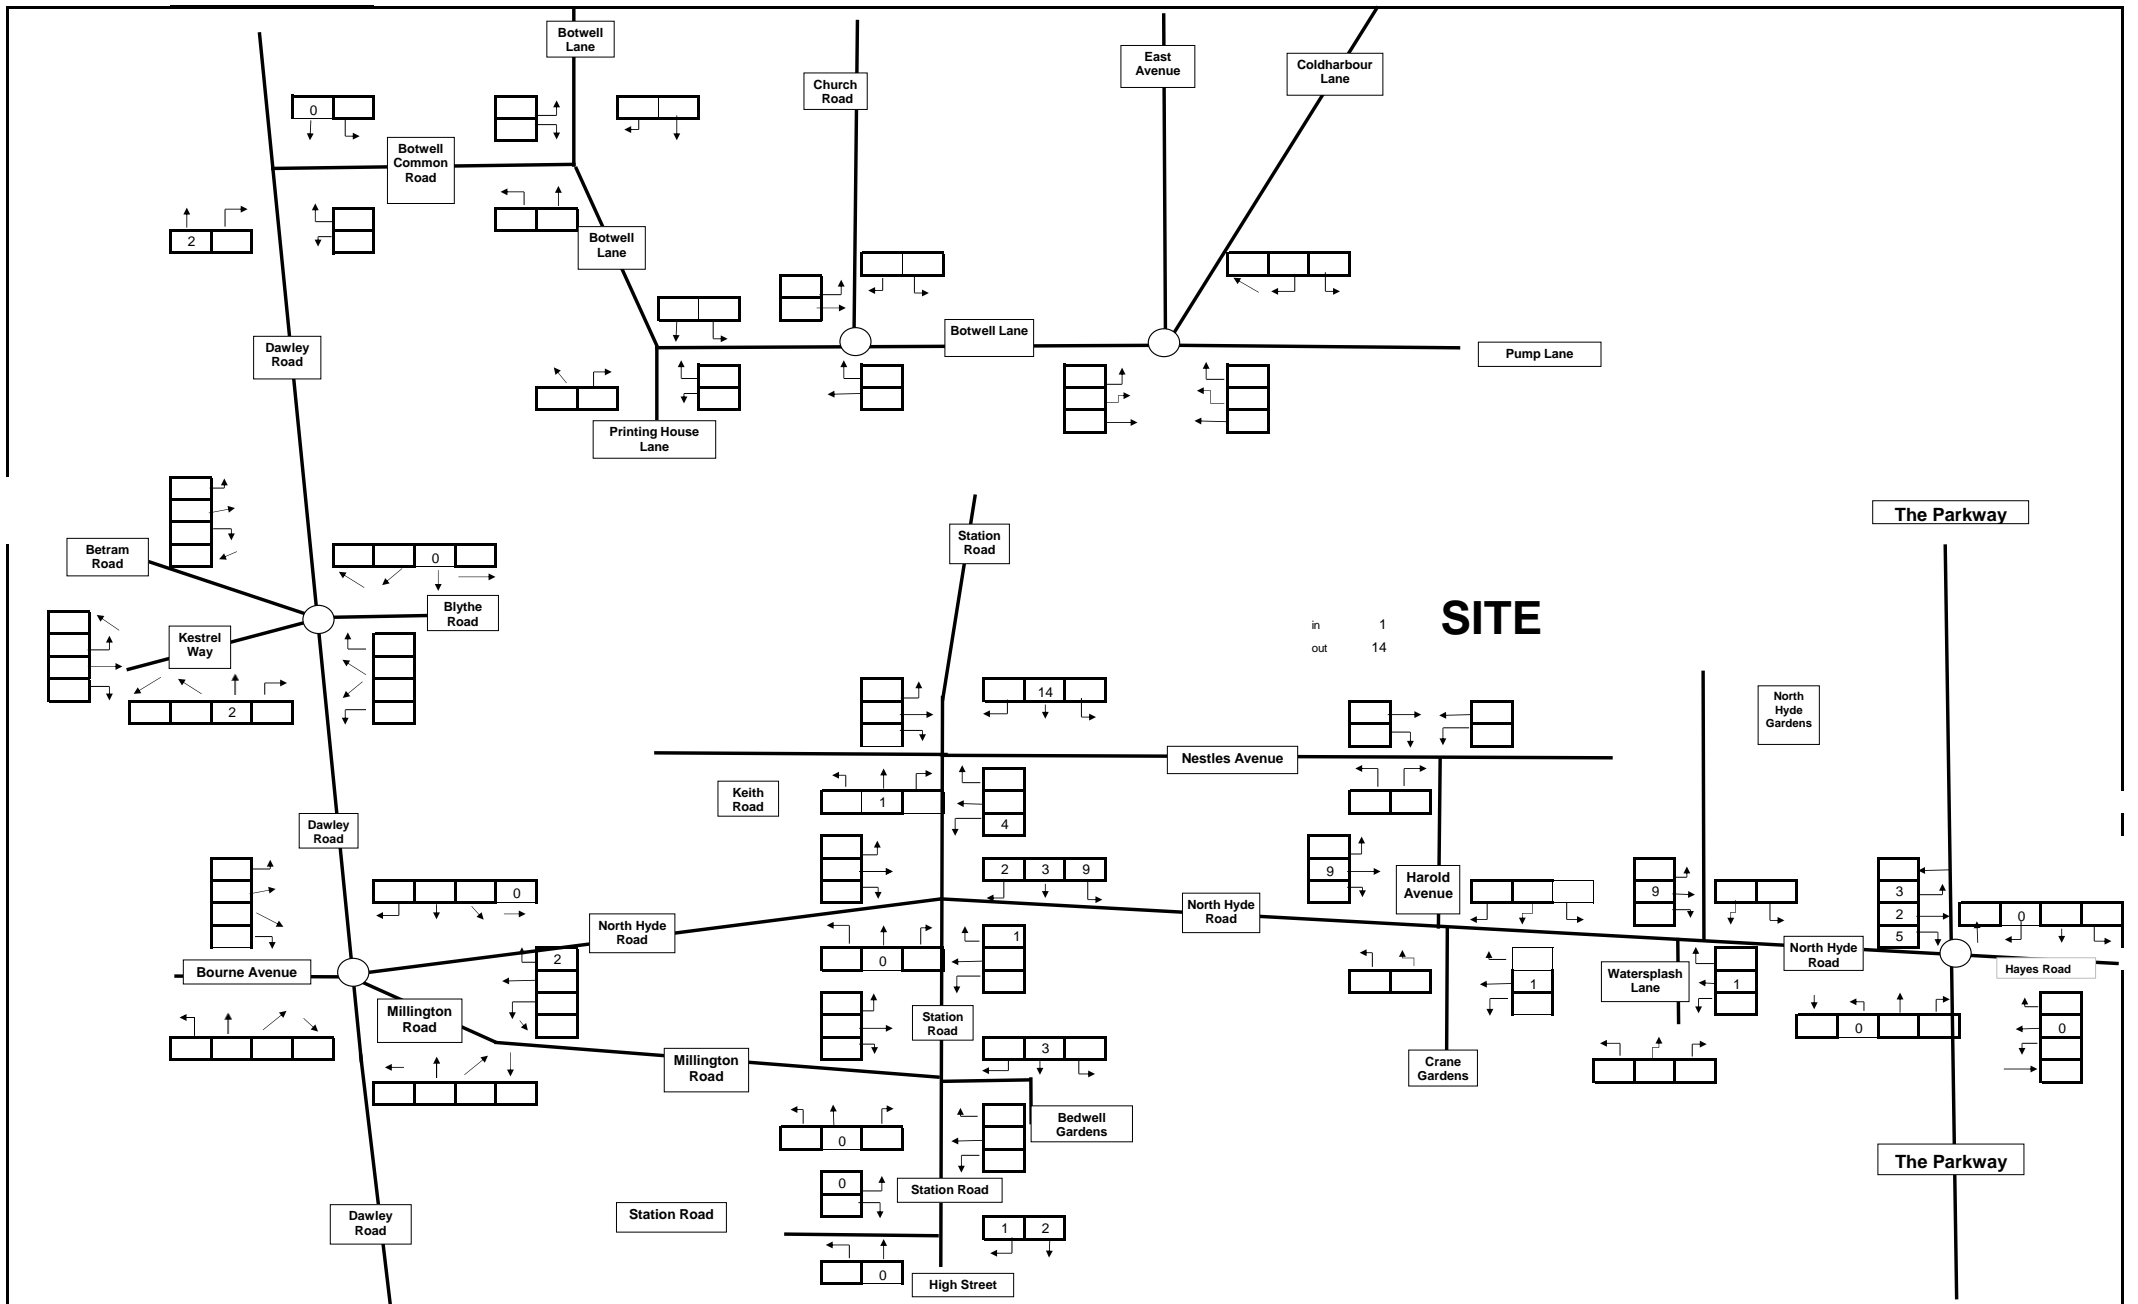 Botwell
Lane
East
Avenue
Coldharbour
Lane
Church
Road
0
Botwell
Common
Road
2
Botwell
Lane
Botwell Lane
Dawley
Road
Pump Lane
Printing House
Lane
The Parkway
Station
Road
Betram
Road
0
Blythe
Road
SITE
in 1
out 14
Kestrel
Way
2
14
North
Hyde
Gardens
Nestles Avenue
Keith
Road
1
4
Dawley
Road
2 3 9
9
Harold
Avenue
9
3
2
5
0
0
North Hyde
Road
North Hyde
Road
North Hyde
Road
1
0
2
Bourne Avenue
Hayes Road
1
Watersplash
Lane
1
Millington
Road
Station
Road
0
0
3
Millington
Road
Crane
Gardens
Bedwell
Gardens
0
The Parkway
0
Station Road
Dawley
Road
Station Road
1 2
0
High Street